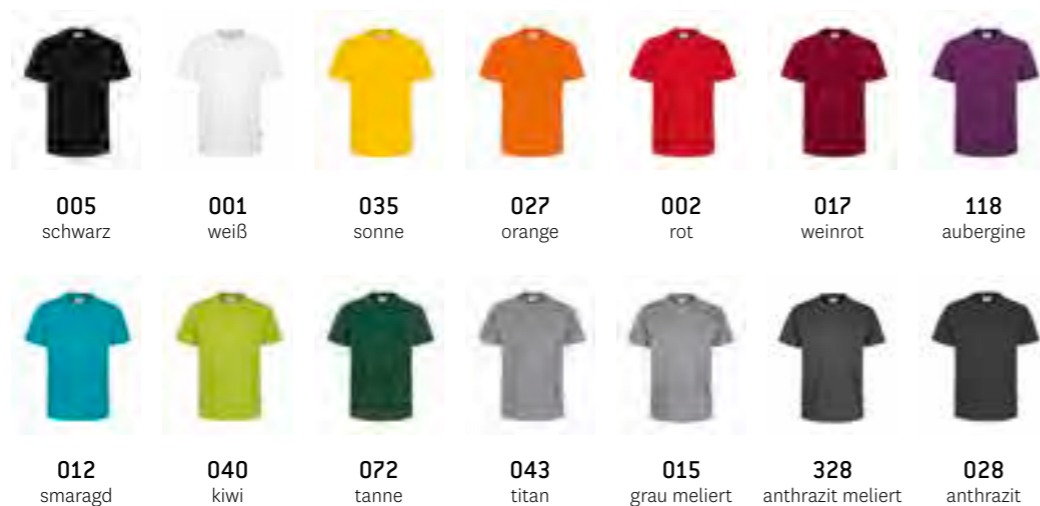 005
schwarz
001
weiß
035
sonne
027
orange
002
rot
017
weinrot
118
aubergine
012
smaragd
040
kiwi
072
tanne
043
titan
015
grau meliert
328
anthrazit meliert
028
anthrazit